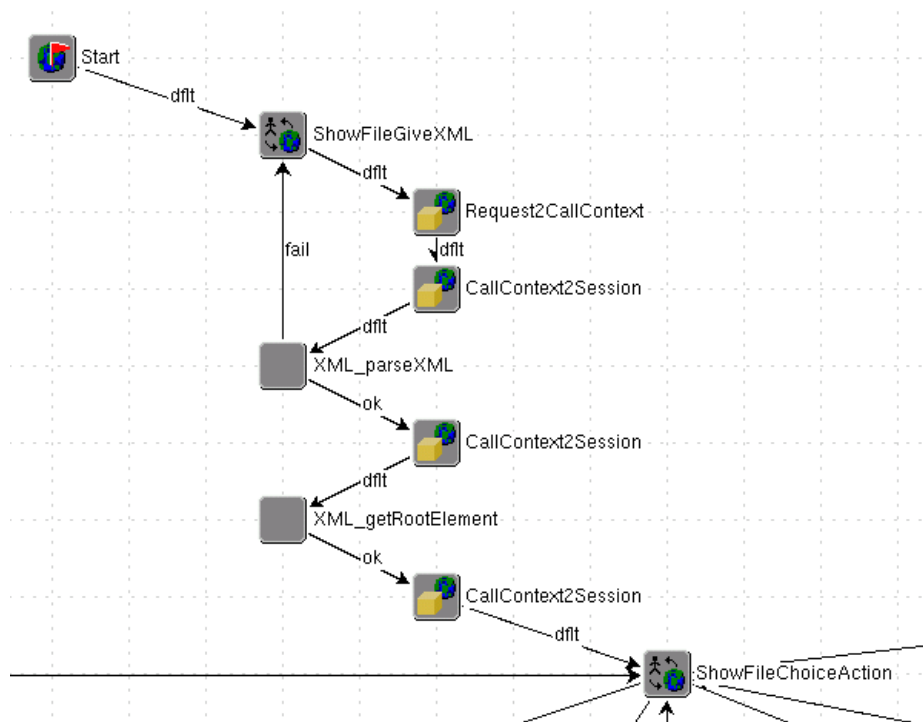 Start
dflt
ShowFileGiveXML
dflt
Request2CallContext
fail
dflt
CallContext2Session
dflt
XML_parseXML
ok
CallContext2Session
dflt
XML_getRootElement
ok
CallContext2Session
dflt
ShowFileChoiceAction